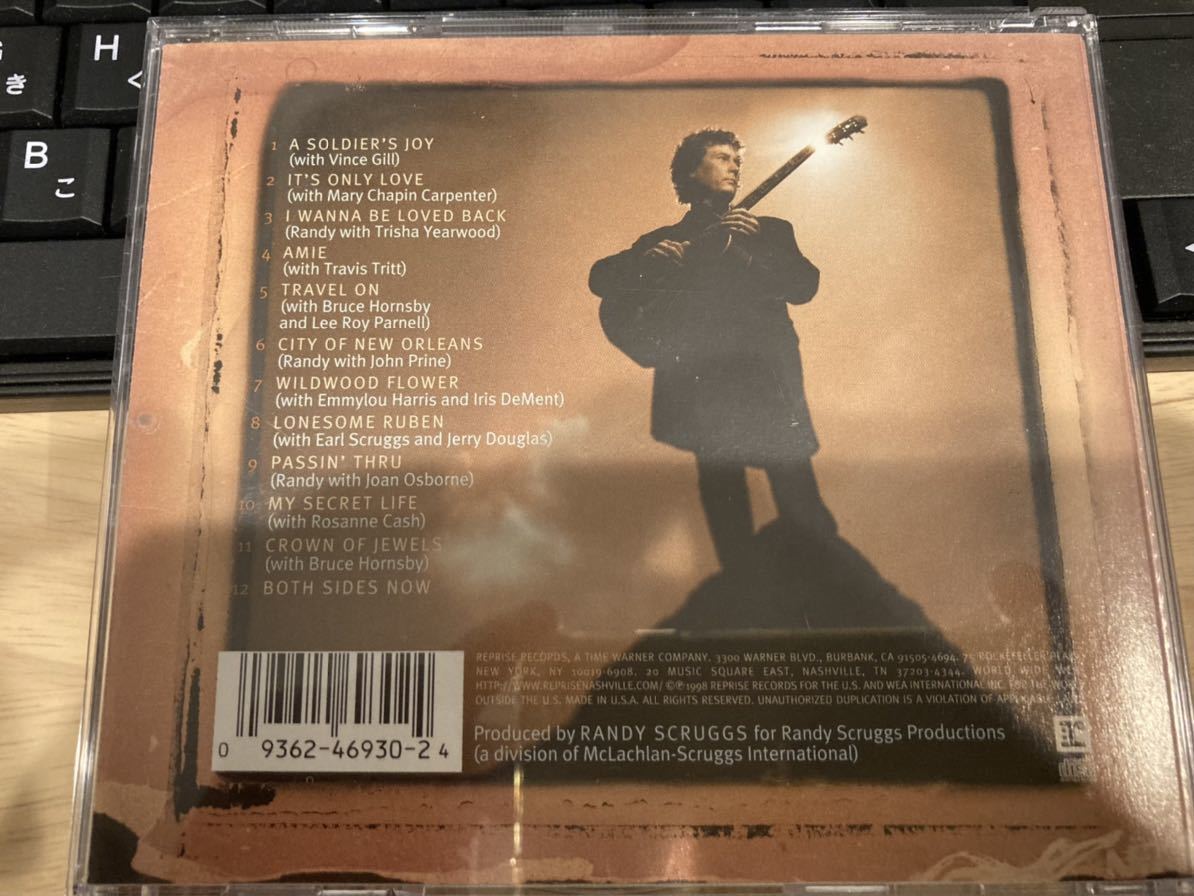 H
く
き
B
こ
1 A SOLDIER'S JOY
(with Vince Gill)
2 IT'S ONLY LOVE
(with Mary Chapin Carpenter)
3 I WANNA BE LOVED BACK
(Randy with Trisha Yearwood)
4 AMIE
(with Travis Tritt)
5 TRAVEL ON
(with Bruce Hornsby
and Lee Roy Parnell)
6 CITY OF NEW ORLEANS
(Randy with John Prine)
7 WILDWOOD FLOWER
(with Emmylou Harris and Iris DeMent)
8 LONESOME RUBEN
(with Earl Scruggs and Jerry Douglas)
9 PASSIN' THRU
(Randy with Joan Osborne)
10 MY SECRET LIFE
(with Rosanne Cash)
11 CROWN OF JEWELS
(with Bruce Hornsby)
12 BOTH SIDES NOW
REPRISE RECORDS, A TIME WARNER COMPANY. 3300 WARNER BLVD., BURBANK, CA 91505-4694. 75 ROCKEFELLER
NEW YORK, NY 10019-6908. 20 MUSIC SQUARE EAST, NASHVILLE, TN 37203-4344.
HTTP://WWW.REPRISENASHVILLE.COM/ ©℗1998 REPRISE RECORDS FOR THE U.S. AND WEA INTERNATIONAL INC. FOR THE
OUTSIDE THE U.S. MADE IN U.S.A. ALL RIGHTS RESERVED. UNAUTHORIZED DUPLICATION IS A VIOLATION OF
Produced by RANDY SCRUGGS for Randy Scruggs Productions
(a division of McLachlan-Scruggs International)
0 9362-46930-2 4